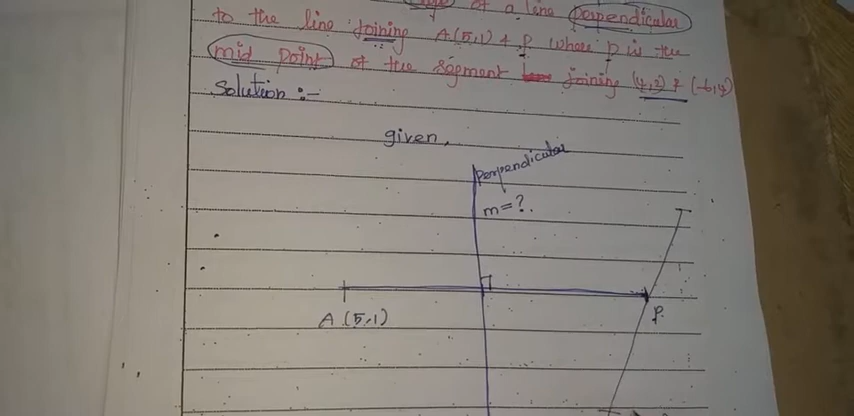 of a line perpendicular
to the line joining A(5,1) & P where p is the
mid point of the segment joining (4,2) & (-6,4)
Solution :-
given,
perpendicular
m=?.
A (5,1)
P.